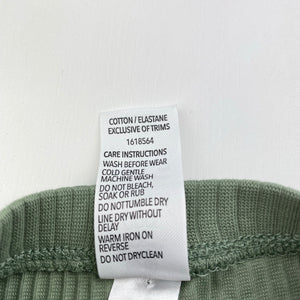 COTTON / ELASTANE
EXCLUSIVE OF TRIMS
1618564
CARE INSTRUCTIONS
WASH BEFORE WEAR
COLD GENTLE
MACHINE WASH
DO NOT BLEACH,
SOAK OR RUB
DO NOT TUMBLE DRY
LINE DRY WITHOUT
DELAY
WARM IRON ON
REVERSE
DO NOT DRYCLEAN